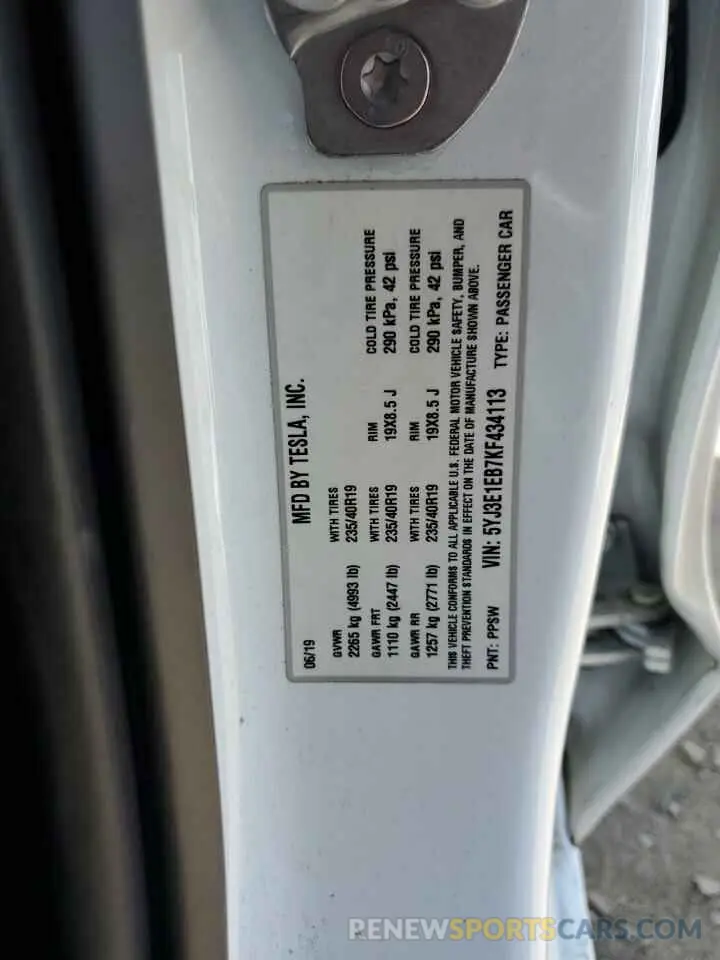 MFD BY TESLA, INC.
06/19
GVWR WITH TIRES
2265 kg (4993 lb) 235/40R19
GAWR FRT WITH TIRES RIM COLD TIRE PRESSURE
1110 kg (2447 lb) 235/40R19 19X8.5 J 290 kPa, 42 psi
GAWR RR WITH TIRES RIM COLD TIRE PRESSURE
1257 kg (2771 lb) 235/40R19 19X8.5 J 290 kPa, 42 psi
THIS VEHICLE CONFORMS TO ALL APPLICABLE U.S. FEDERAL MOTOR VEHICLE SAFETY, BUMPER, AND
THEFT PREVENTION STANDARDS IN EFFECT ON THE DATE OF MANUFACTURE SHOWN ABOVE.
PNT: PPSW VIN: 5YJ3E1EB7KF434113 TYPE: PASSENGER CAR
RENEWSPORTSCARS.COM